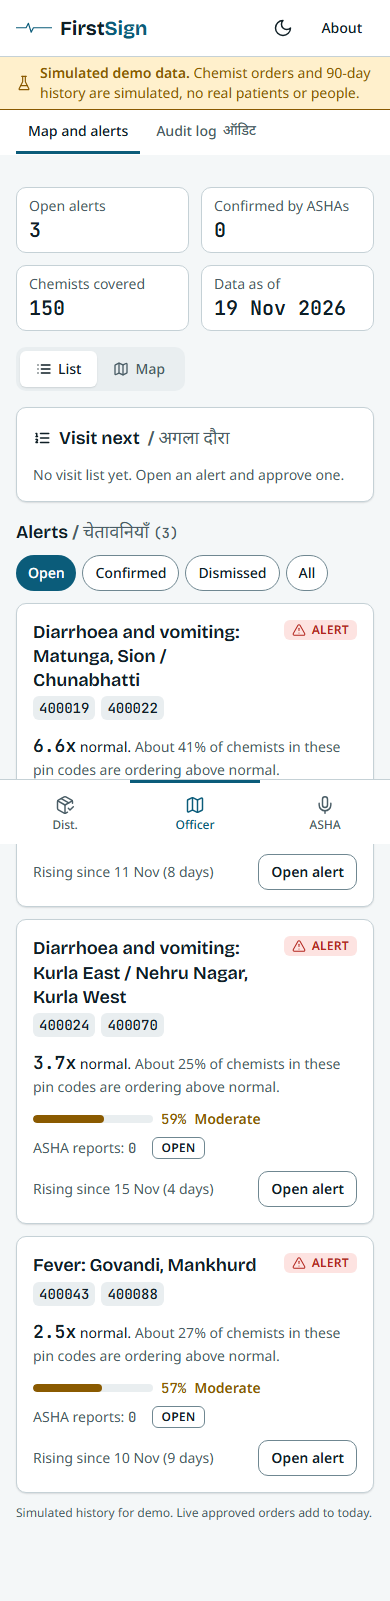 FirstSign
About
Simulated demo data. Chemist orders and 90-day
history are simulated, no real patients or people.
Map and alerts
Audit log ऑडिट
Open alerts
3
Confirmed by ASHAs
0
Chemists covered
150
Data as of
19 Nov 2026
List
Map
Visit next / अगला दौरा
No visit list yet. Open an alert and approve one.
Alerts / चेतावनियाँ (3)
Open
Confirmed
Dismissed
All
Diarrhoea and vomiting:
Matunga, Sion /
Chunabhatti
ALERT
400019 400022
6.6x normal. About 41% of chemists in these
pin codes are ordering above normal.
Dist.
Officer
ASHA
Rising since 11 Nov (8 days)
Open alert
Diarrhoea and vomiting:
Kurla East / Nehru Nagar,
Kurla West
ALERT
400024 400070
3.7x normal. About 25% of chemists in these
pin codes are ordering above normal.
59% Moderate
ASHA reports: 0 OPEN
Rising since 15 Nov (4 days)
Open alert
Fever: Govandi, Mankhurd
ALERT
400043 400088
2.5x normal. About 27% of chemists in these
pin codes are ordering above normal.
57% Moderate
ASHA reports: 0 OPEN
Rising since 10 Nov (9 days)
Open alert
Simulated history for demo. Live approved orders add to today.